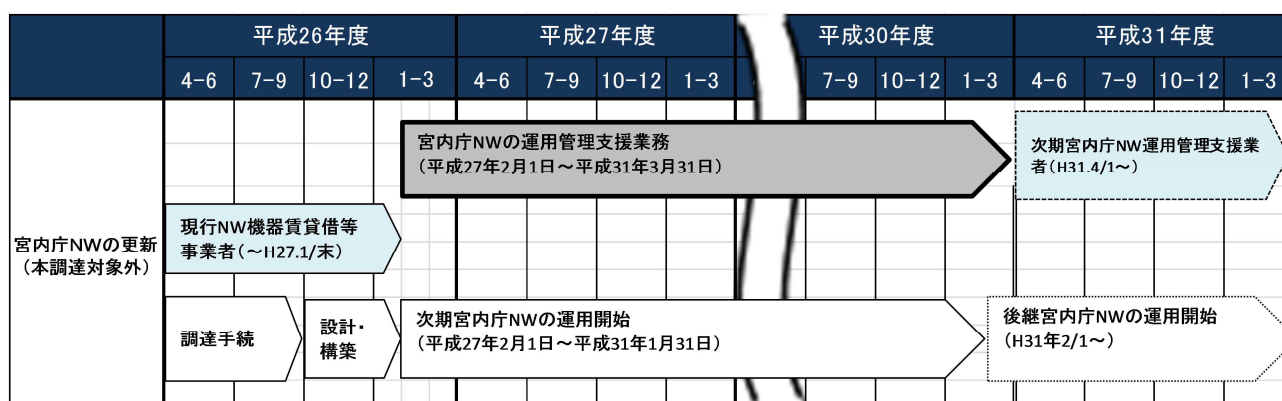 平成26年度 平成27年度 平成30年度 平成31年度
4-6 7-9 10-12 1-3 4-6 7-9 10-12 1-3 7-9 10-12 1-3 4-6 7-9 10-12 1-3
宮内庁NWの運用管理支援業務
(平成27年2月1日~平成31年3月31日)
次期宮内庁NW運用管理支援業
者(H31.4/1~)
宮内庁NWの更新
(本調達対象外)
現行NW機器賃貸借等
事業者(~H27.1/末)
調達手続
設計・
構築
次期宮内庁NWの運用開始
(平成27年2月1日~平成31年1月31日)
後継宮内庁NWの運用開始
(H31年2/1~)